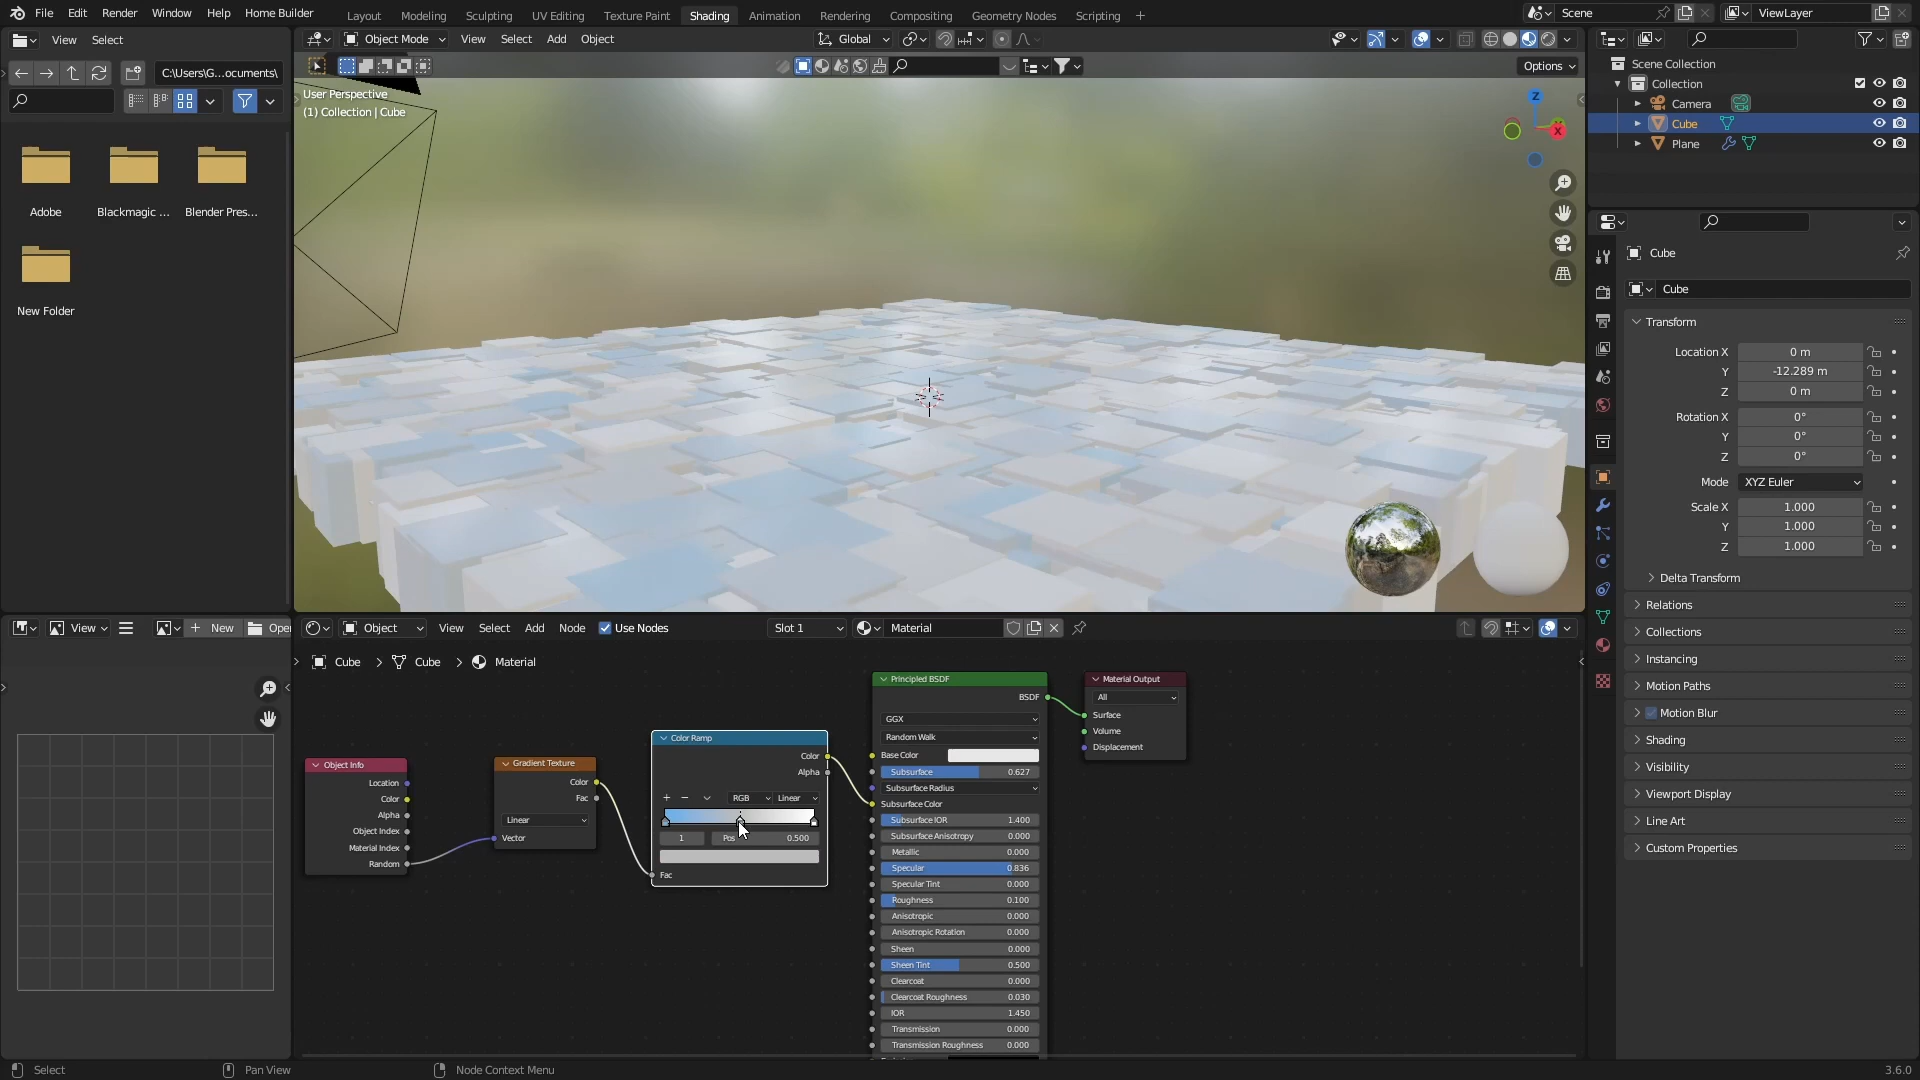 File Edit Render Window Help Home Builder
Layout Modeling Sculpting UV Editing Texture Paint Shading Animation Rendering Compositing Geometry Nodes Scripting +
Scene
ViewLayer
View Select
C:\Users\G...ocuments\
Adobe
Blackmagic ...
Blender Pres...
New Folder
Object Mode View Select Add Object
Global
Options
User Perspective
(1) Collection | Cube
Z
X
Scene Collection
Collection
Camera
Cube
Plane
Cube
Cube
Transform
Location X 0 m
Y -12.289 m
Z 0 m
Rotation X 0°
Y 0°
Z 0°
Mode XYZ Euler
Scale X 1.000
Y 1.000
Z 1.000
Delta Transform
Relations
Collections
Instancing
Motion Paths
Motion Blur
Shading
Visibility
Viewport Display
Line Art
Custom Properties
View
+ New
Open
Object View Select Add Node Use Nodes
Slot 1
Material
Cube > Cube > Material
Object Info
Location
Color
Alpha
Object Index
Material Index
Random
Gradient Texture
Color
Fac
Linear
Vector
Color Ramp
Color
Alpha
+ − RGB Linear
1 Pos 0.500
Fac
Principled BSDF
BSDF
GGX
Random Walk
Base Color
Subsurface 0.627
Subsurface Radius
Subsurface Color
Subsurface IOR 1.400
Subsurface Anisotropy 0.000
Metallic 0.000
Specular 0.836
Specular Tint 0.000
Roughness 0.100
Anisotropic 0.000
Anisotropic Rotation 0.000
Sheen 0.000
Sheen Tint 0.500
Clearcoat 0.000
Clearcoat Roughness 0.030
IOR 1.450
Transmission 0.000
Transmission Roughness 0.000
Material Output
All
Surface
Volume
Displacement
Select
Pan View
Node Context Menu
3.6.0